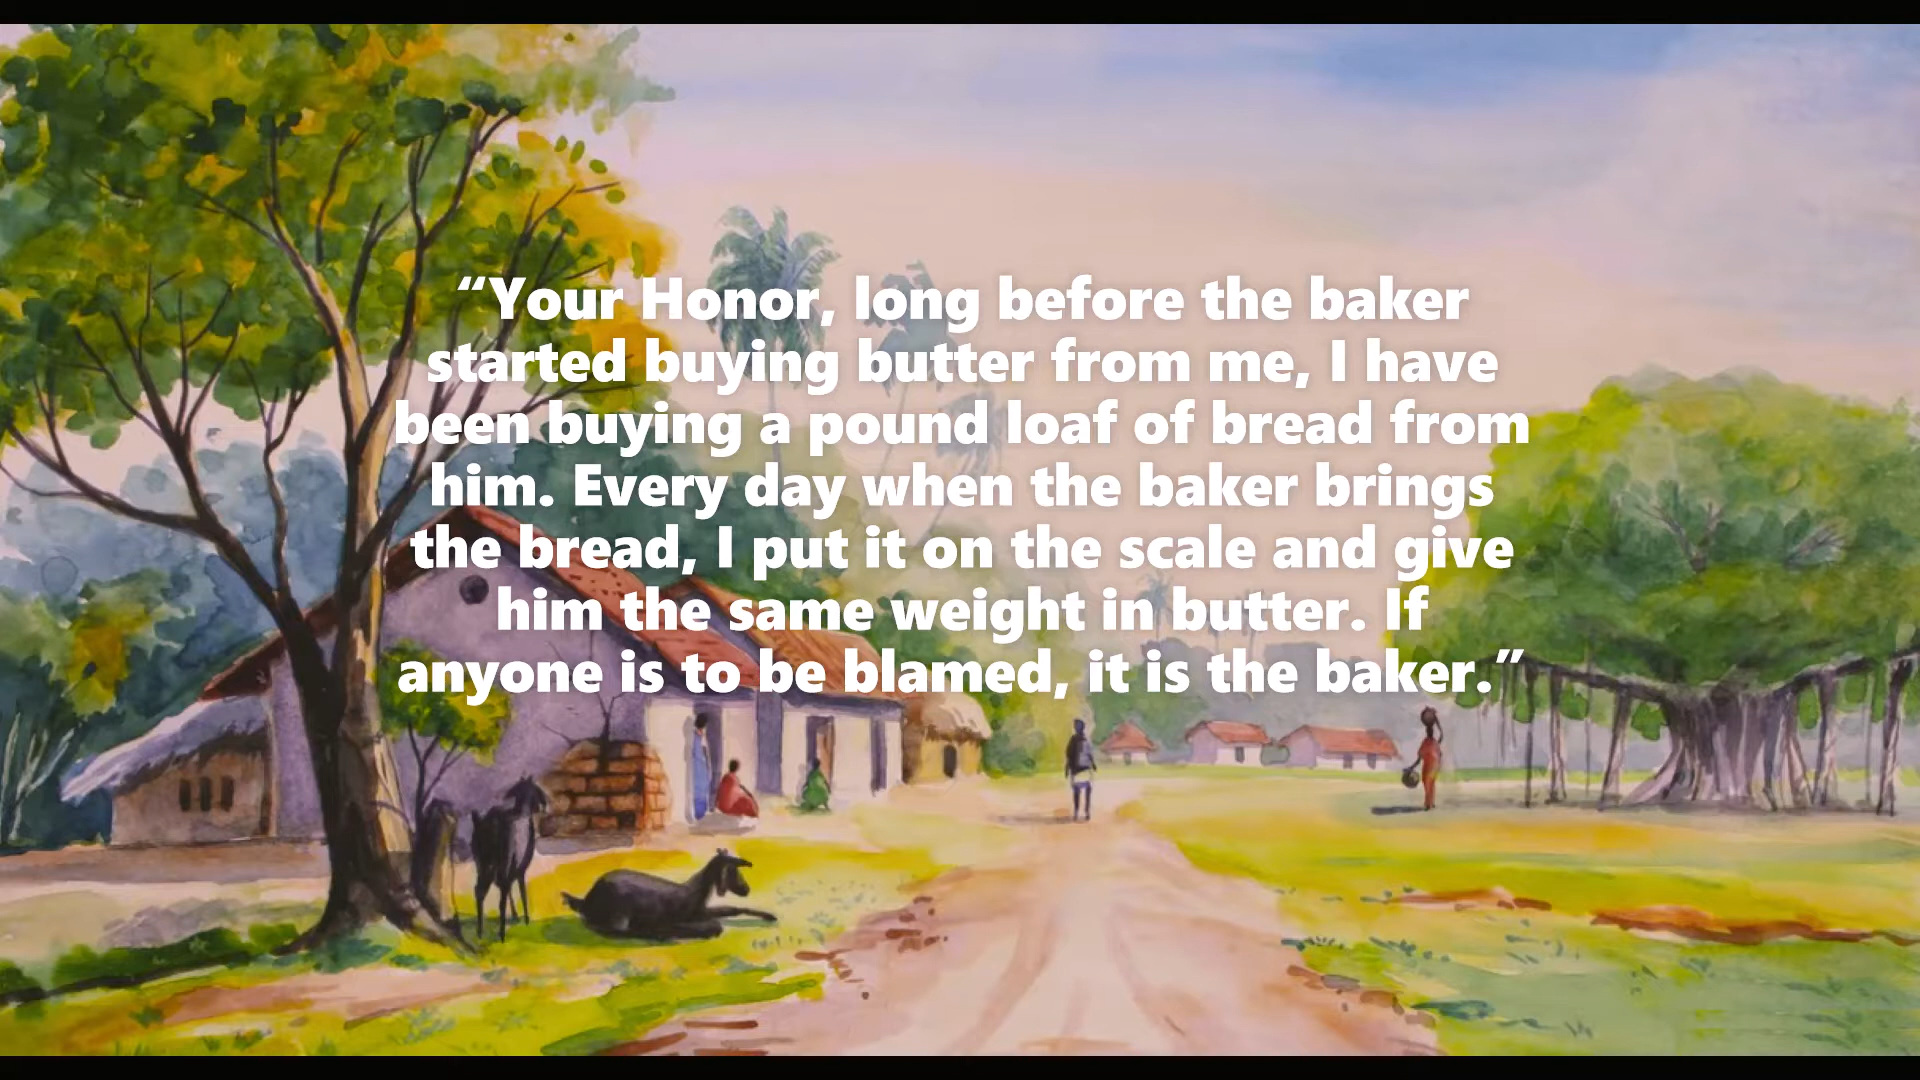 “Your Honor, long before the baker
started buying butter from me, I have
been buying a pound loaf of bread from
him. Every day when the baker brings
the bread, I put it on the scale and give
him the same weight in butter. If
anyone is to be blamed, it is the baker.”